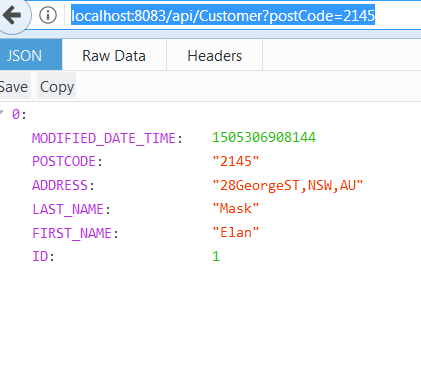 localhost:8083/api/Customer?postCode=2145
JSON Raw Data Headers
Save Copy
0:
MODIFIED_DATE_TIME: 1505306908144
POSTCODE: "2145"
ADDRESS: "28GeorgeST,NSW,AU"
LAST_NAME: "Mask"
FIRST_NAME: "Elan"
ID: 1